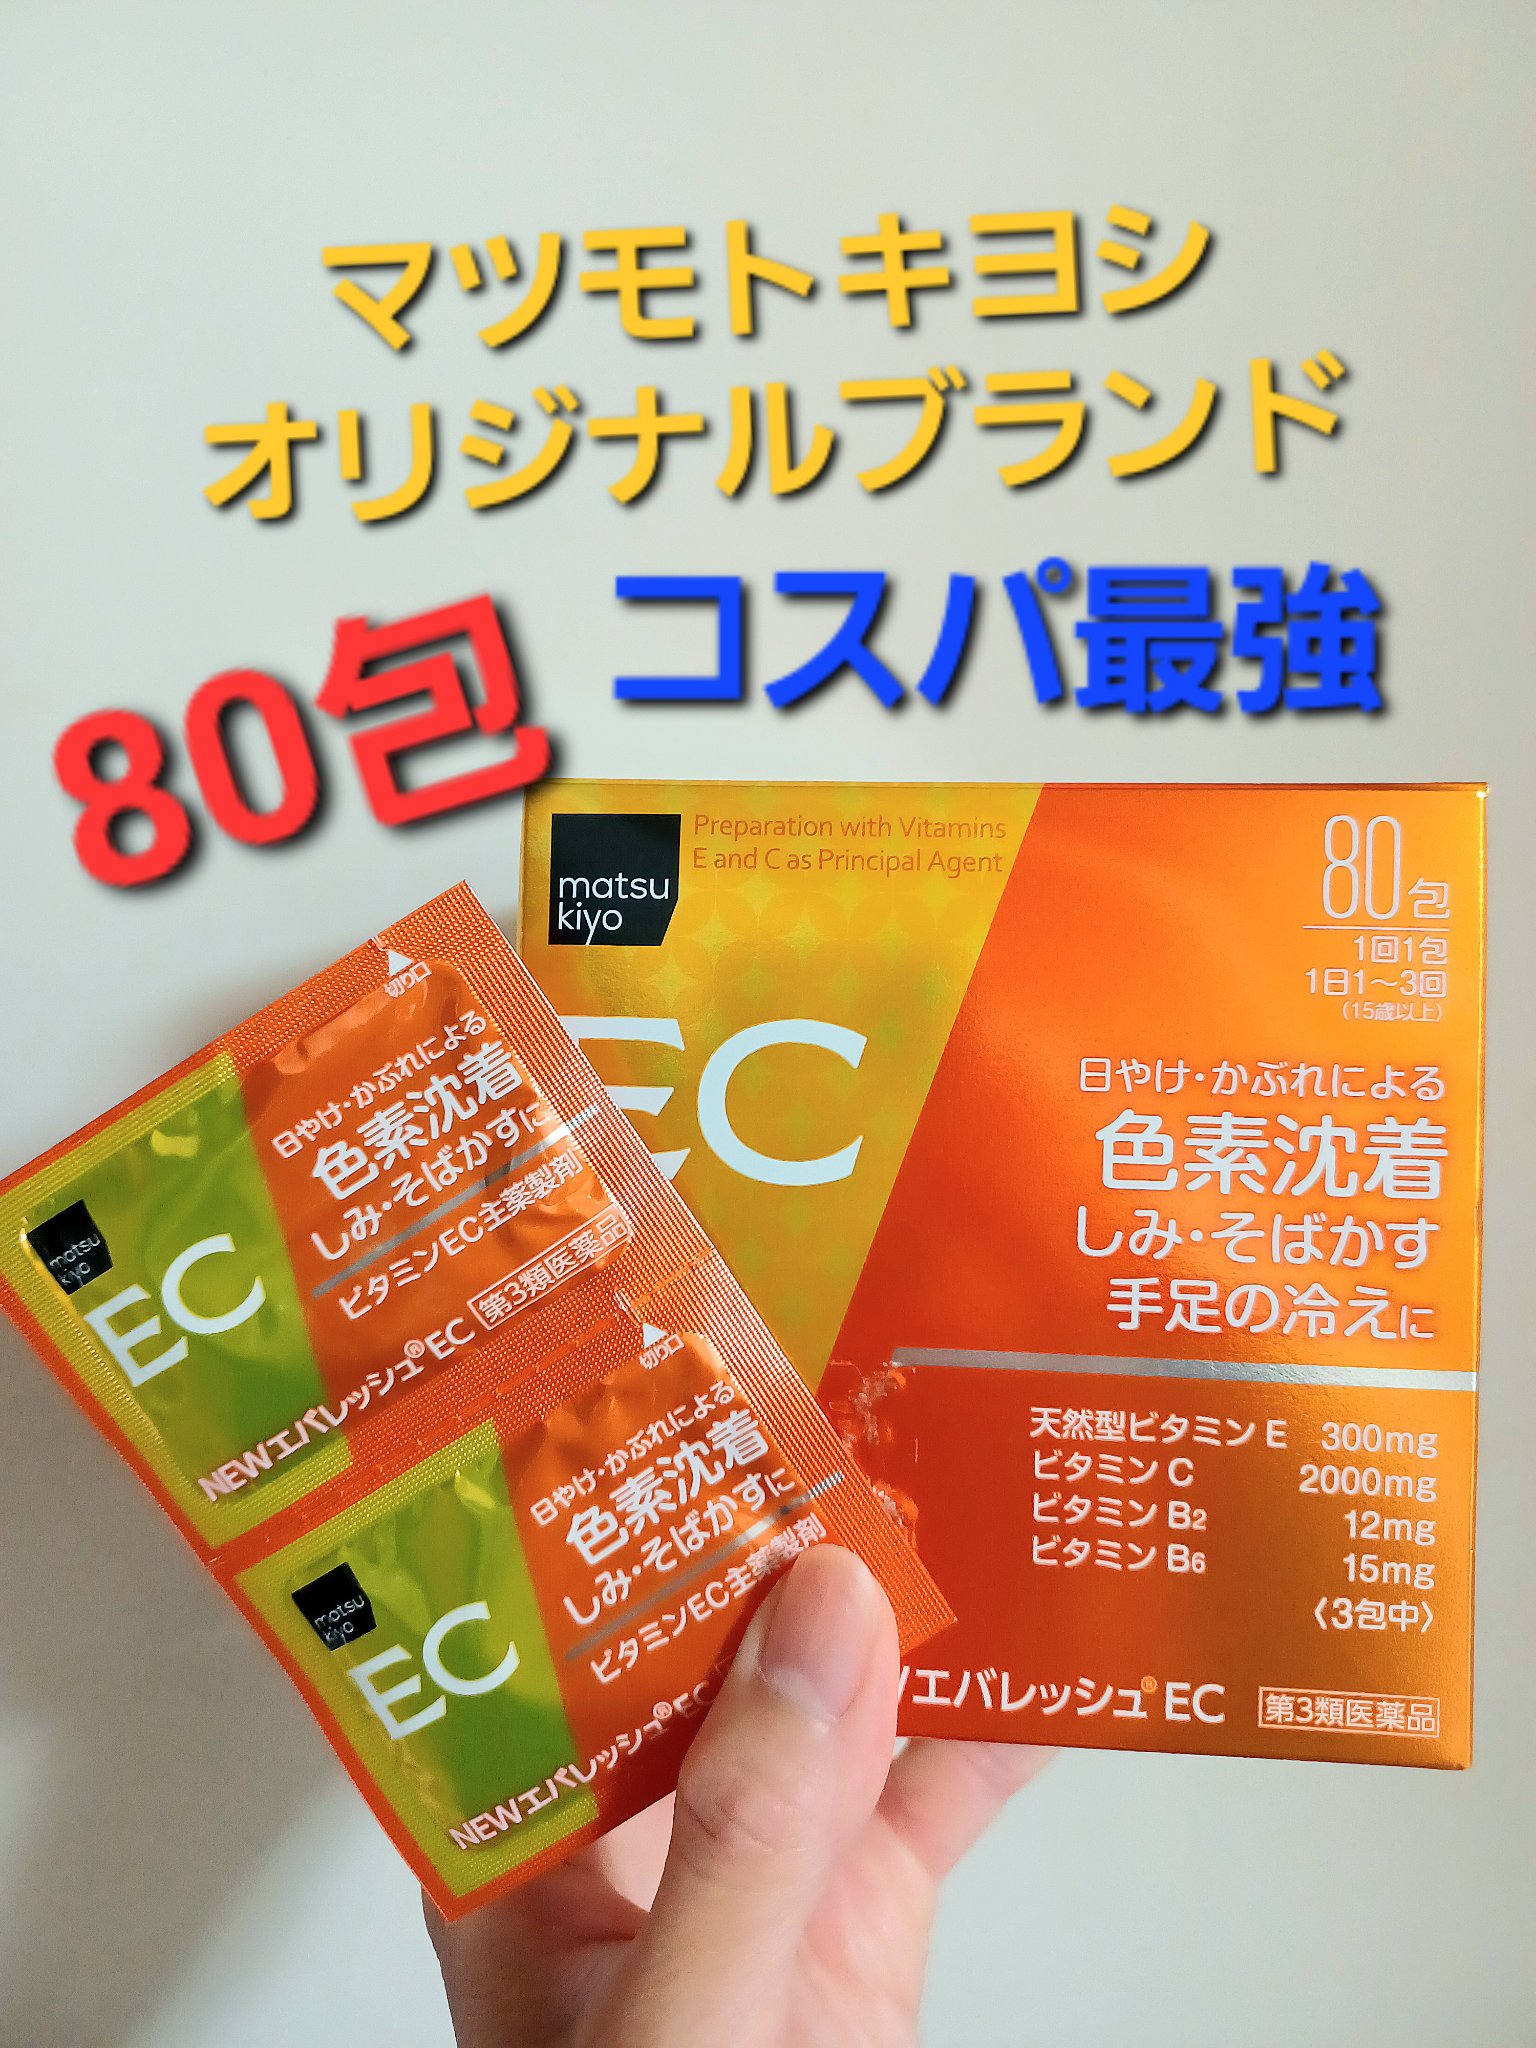 マツモトキヨシ
オリジナルブランド
80包
コスパ最強
matsu
kiyo
Preparation with Vitamins
E and C as Principal Agent
80包
1回1包
1日1〜3回
(15歳以上)
EC
日やけ・かぶれによる
色素沈着
しみ・そばかす
手足の冷えに
天然型ビタミンE 300mg
ビタミンC 2000mg
ビタミンB2 12mg
ビタミンB6 15mg
〈3包中〉
Wエバレッシュ® EC 第3類医薬品
切り口
日やけ・かぶれによる
色素沈着
しみ・そばかすに
ビタミンEC主薬製剤
matsu
kiyo
EC
NEWエバレッシュ®EC 第3類医薬品
切り口
日やけ・かぶれによる
色素沈着
しみ・そばかすに
ビタミンEC主薬製剤
matsu
kiyo
EC
NEWエバレッシュ®EC